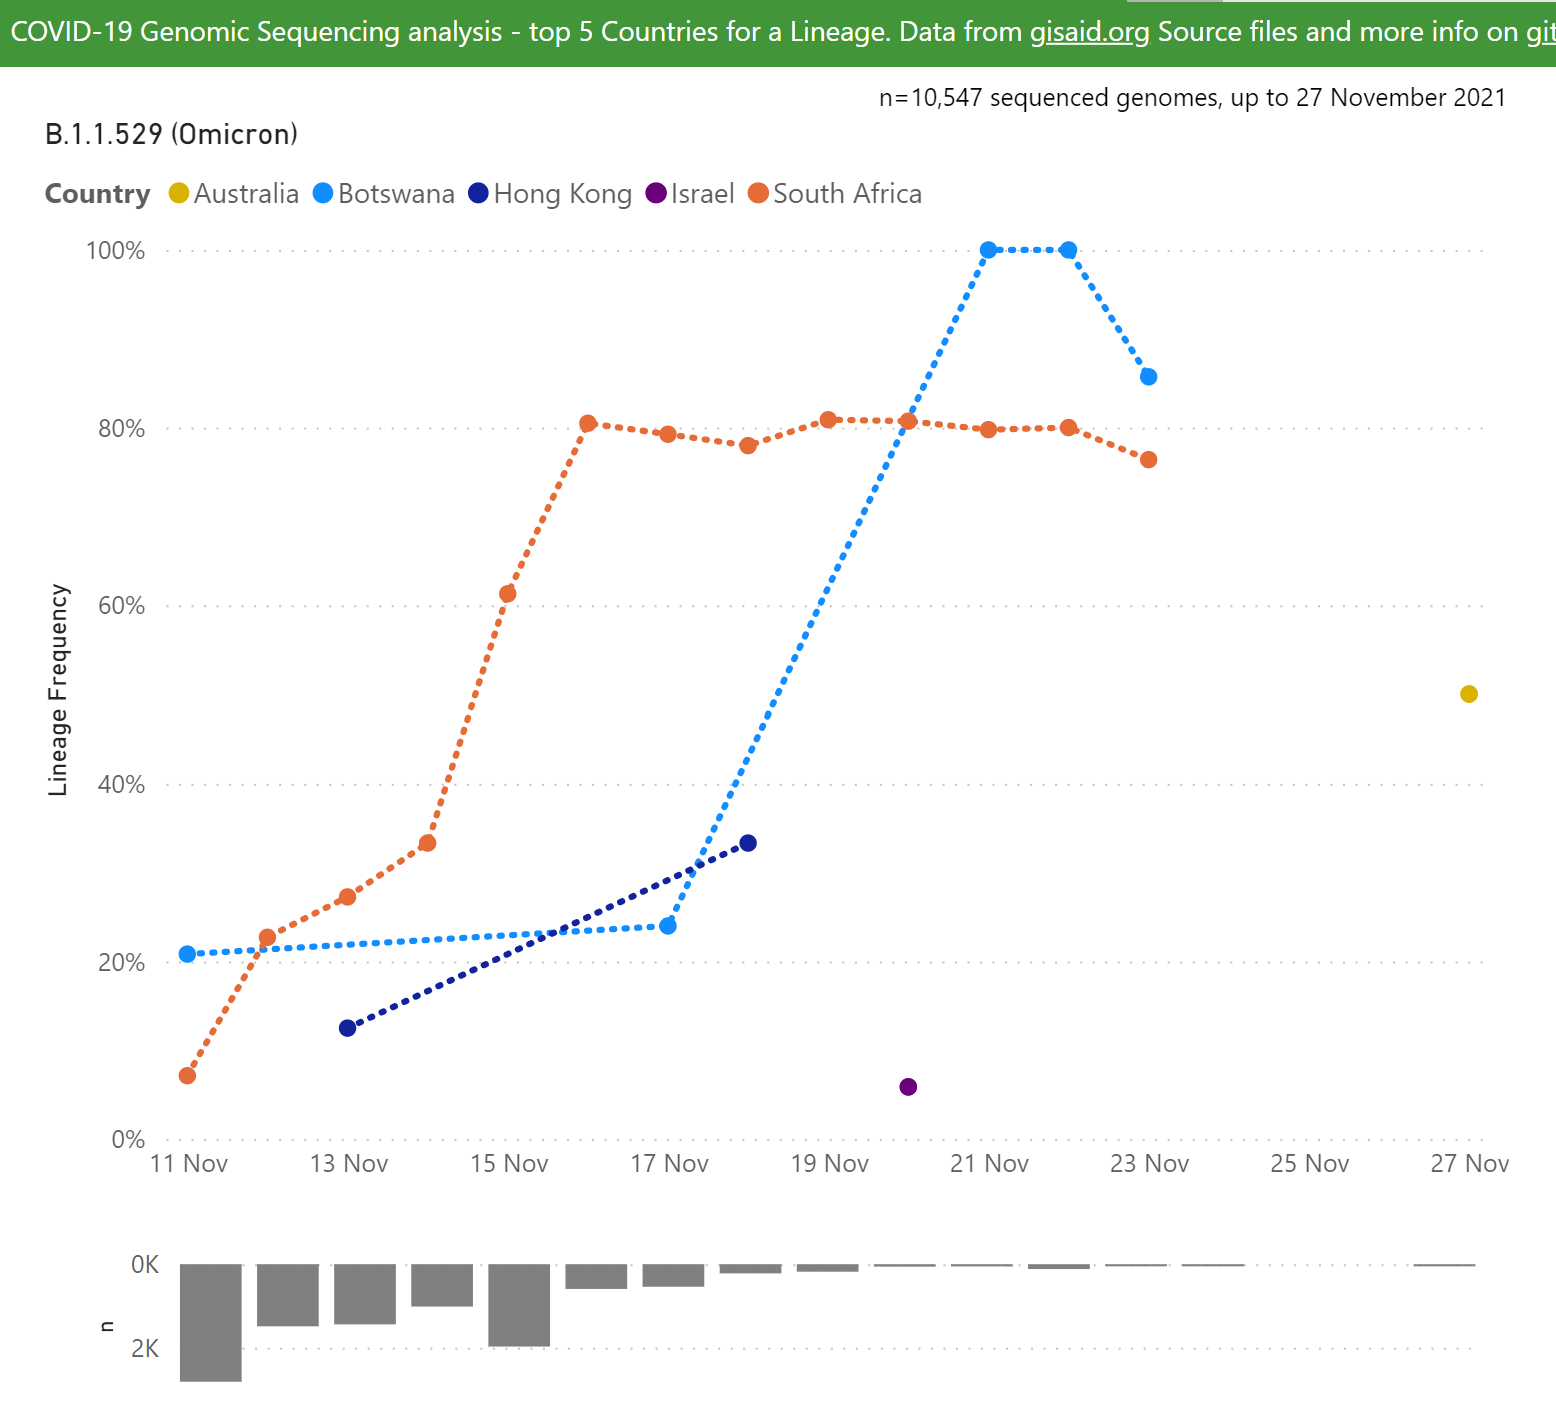 COVID-19 Genomic Sequencing analysis - top 5 Countries for a Lineage. Data from gisaid.org Source files and more info on git
n=10,547 sequenced genomes, up to 27 November 2021
B.1.1.529 (Omicron)
Country Australia Botswana Hong Kong Israel South Africa
100%
80%
60%
40%
20%
0%
Lineage Frequency
11 Nov 13 Nov 15 Nov 17 Nov 19 Nov 21 Nov 23 Nov 25 Nov 27 Nov
0K
2K
n